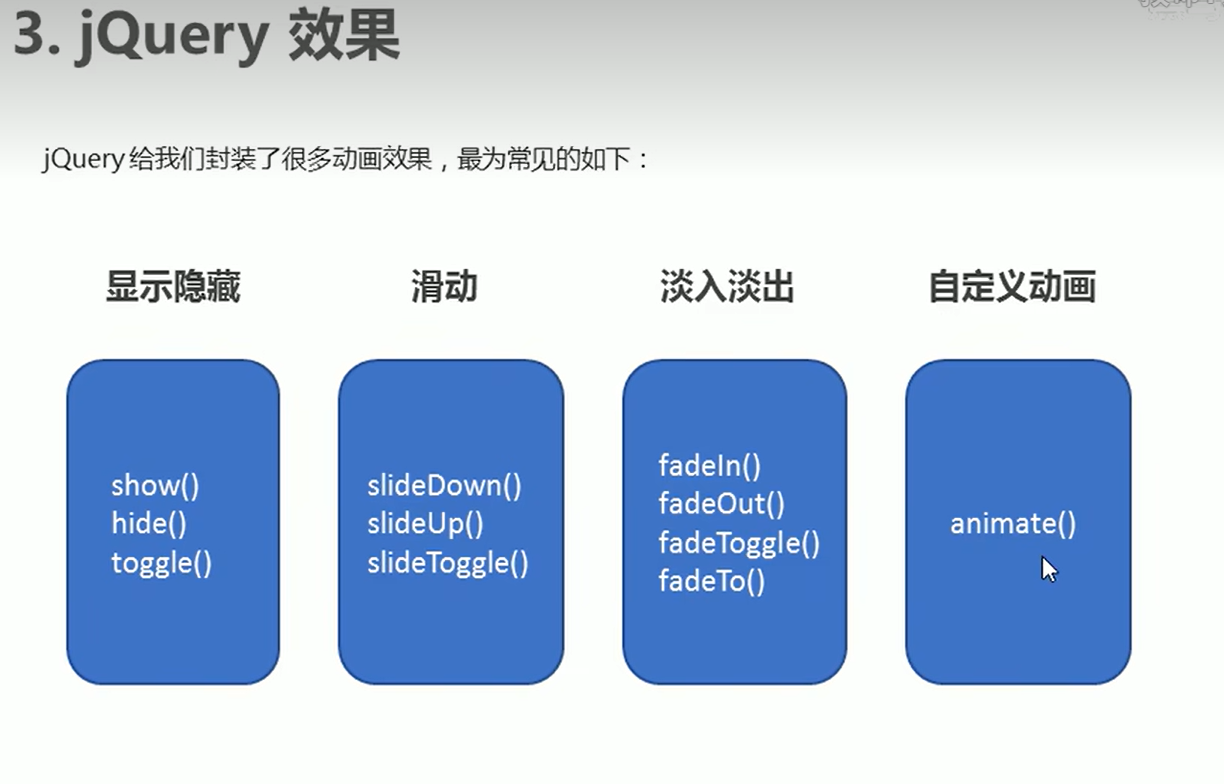 3. jQuery 效果
jQuery 给我们封装了很多动画效果，最为常见的如下：
显示隐藏
show()
hide()
toggle()
滑动
slideDown()
slideUp()
slideToggle()
淡入淡出
fadeIn()
fadeOut()
fadeToggle()
fadeTo()
自定义动画
animate()